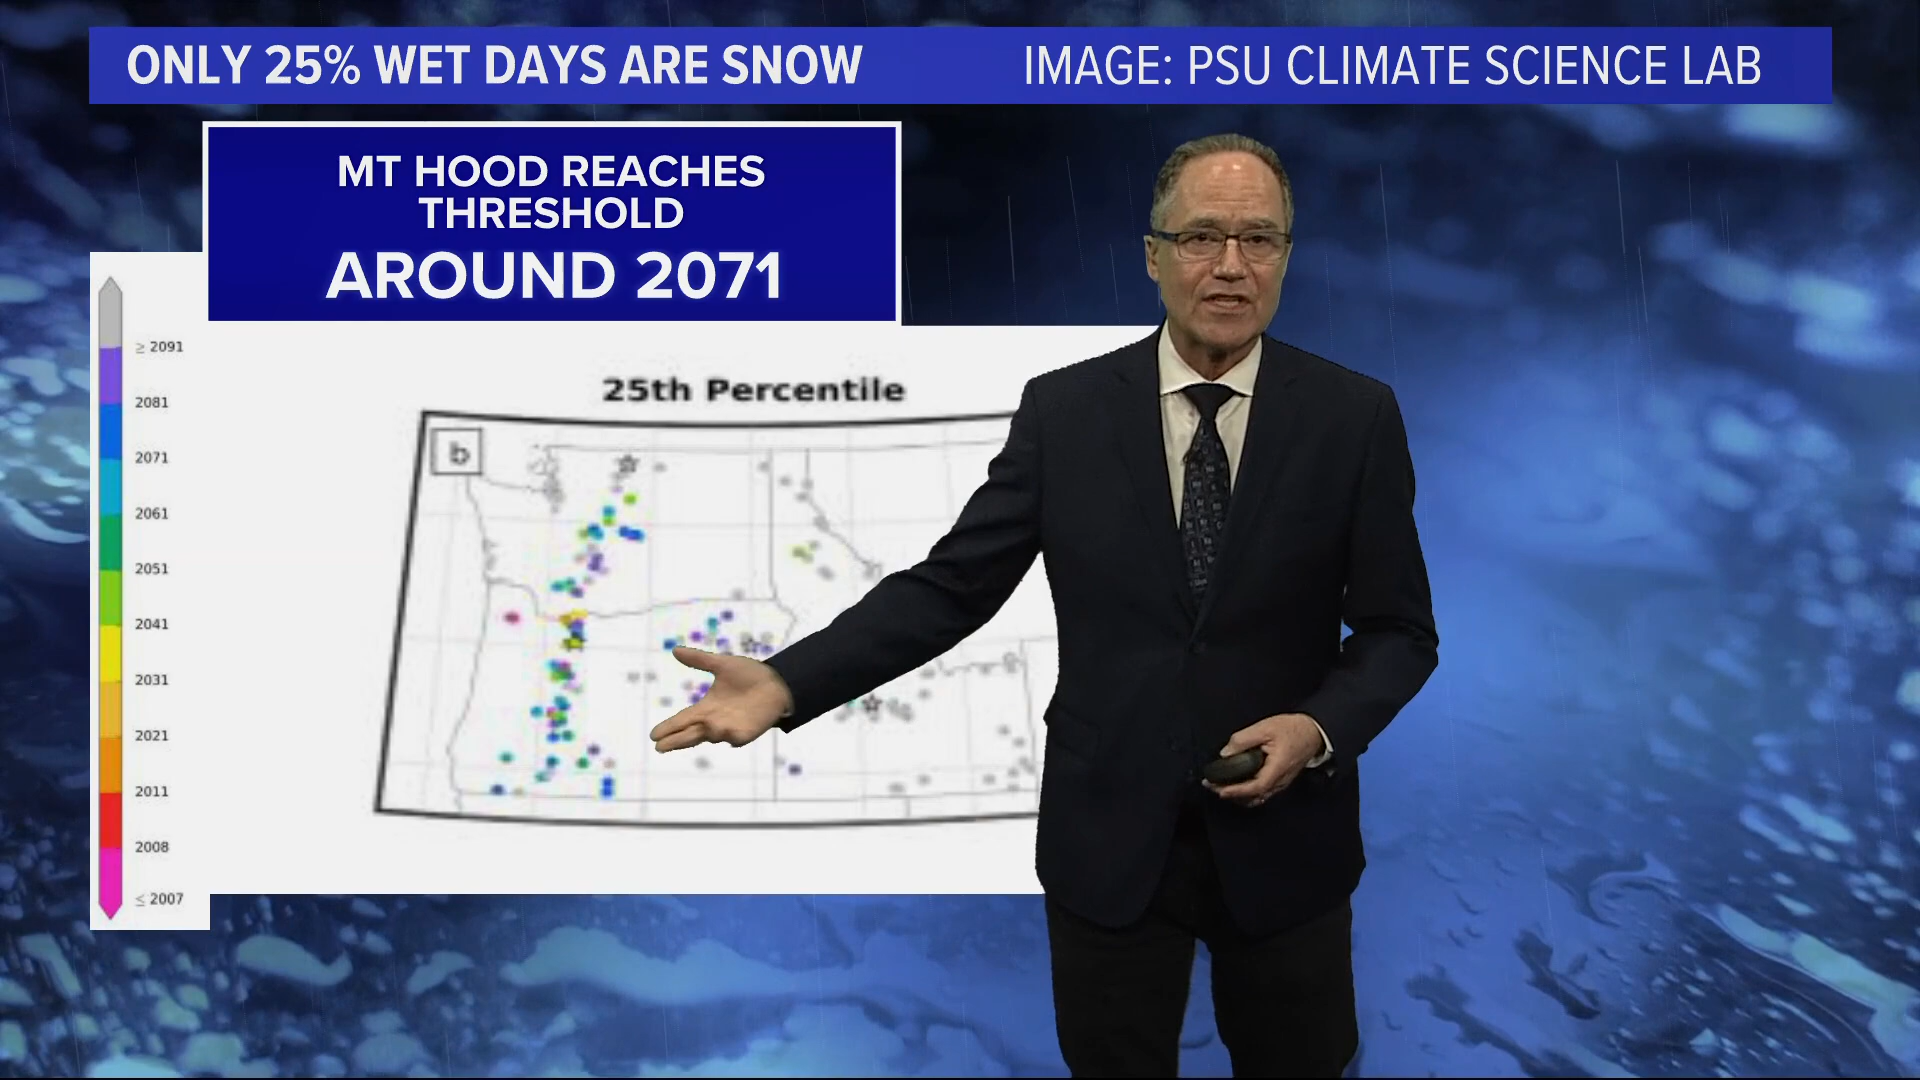 ONLY 25% WET DAYS ARE SNOW
IMAGE: PSU CLIMATE SCIENCE LAB
MT HOOD REACHES
THRESHOLD
AROUND 2071
25th Percentile
b
≥ 2091
2081
2071
2061
2051
2041
2031
2021
2011
2008
≤ 2007